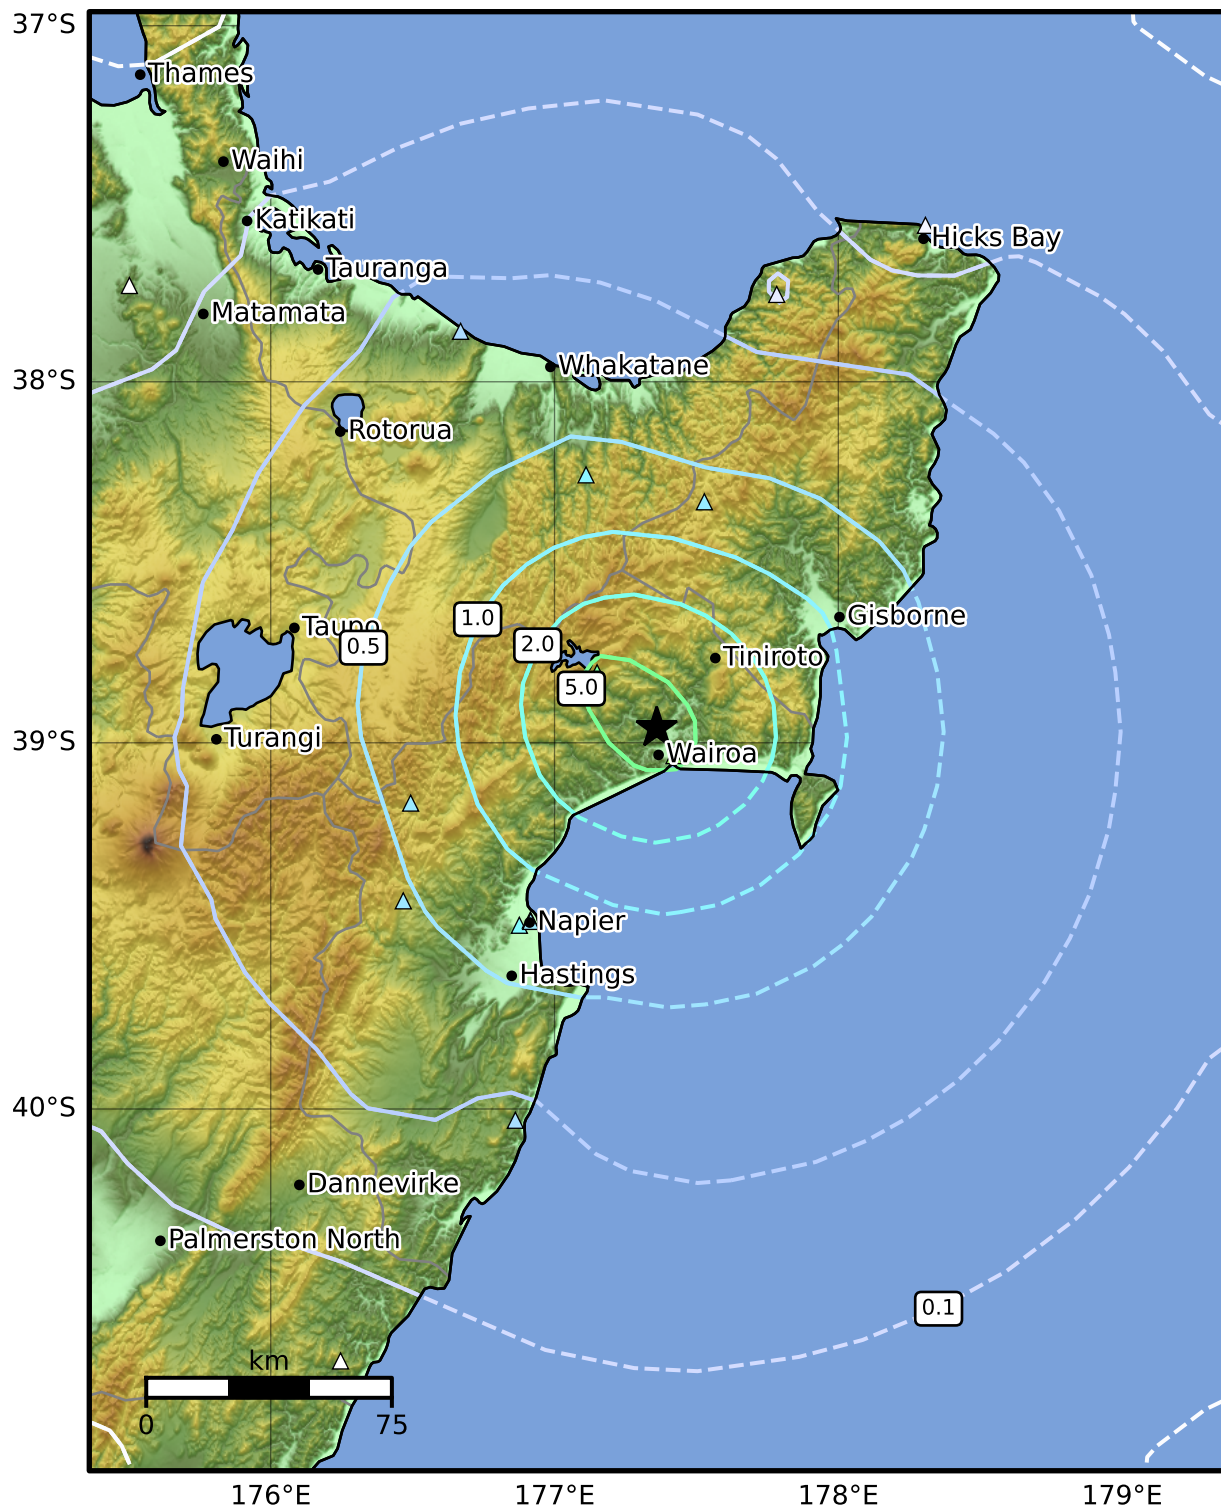 37°S
Thames
Waihi
Katikati
Hicks Bay
Tauranga
Matamata
Whakatane
38°S
Rotorua
Gisborne
1.0
Taupo
0.5
2.0
Tiniroto
5.0
Turangi
39°S
Wairoa
Napier
Hastings
40°S
Dannevirke
Palmerston North
0.1
km
0 75
176°E 177°E 178°E 179°E